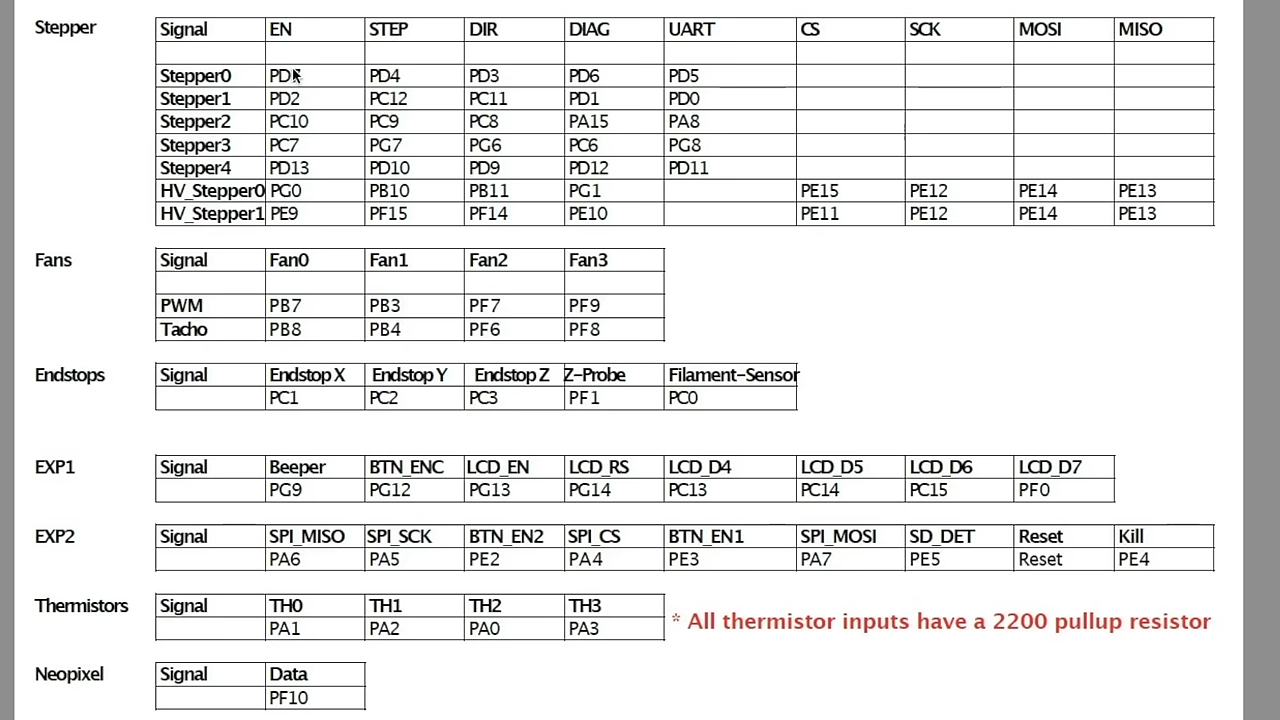 Stepper Signal EN STEP DIR DIAG UART CS SCK MOSI MISO
Stepper0 PD4 PD3 PD6 PD5
Stepper1 PD2 PC12 PC11 PD1 PD0
Stepper2 PC10 PC9 PC8 PA15 PA8
Stepper3 PC7 PG7 PG6 PC6 PG8
Stepper4 PD13 PD10 PD9 PD12 PD11
HV_Stepper0 PG0 PB10 PB11 PG1 PE15 PE12 PE14 PE13
HV_Stepper1 PE9 PF15 PF14 PE10 PE11 PE12 PE14 PE13
Fans Signal Fan0 Fan1 Fan2 Fan3
PWM PB7 PB3 PF7 PF9
Tacho PB8 PB4 PF6 PF8
Endstops Signal Endstop X Endstop Y Endstop Z Z-Probe Filament-Sensor
PC1 PC2 PC3 PF1 PC0
EXP1 Signal Beeper BTN_ENC LCD_EN LCD_RS LCD_D4 LCD_D5 LCD_D6 LCD_D7
PG9 PG12 PG13 PG14 PC13 PC14 PC15 PF0
EXP2 Signal SPI_MISO SPI_SCK BTN_EN2 SPI_CS BTN_EN1 SPI_MOSI SD_DET Reset Kill
PA6 PA5 PE2 PA4 PE3 PA7 PE5 Reset PE4
Thermistors Signal TH0 TH1 TH2 TH3
PA1 PA2 PA0 PA3
* All thermistor inputs have a 2200 pullup resistor
Neopixel Signal Data
PF10